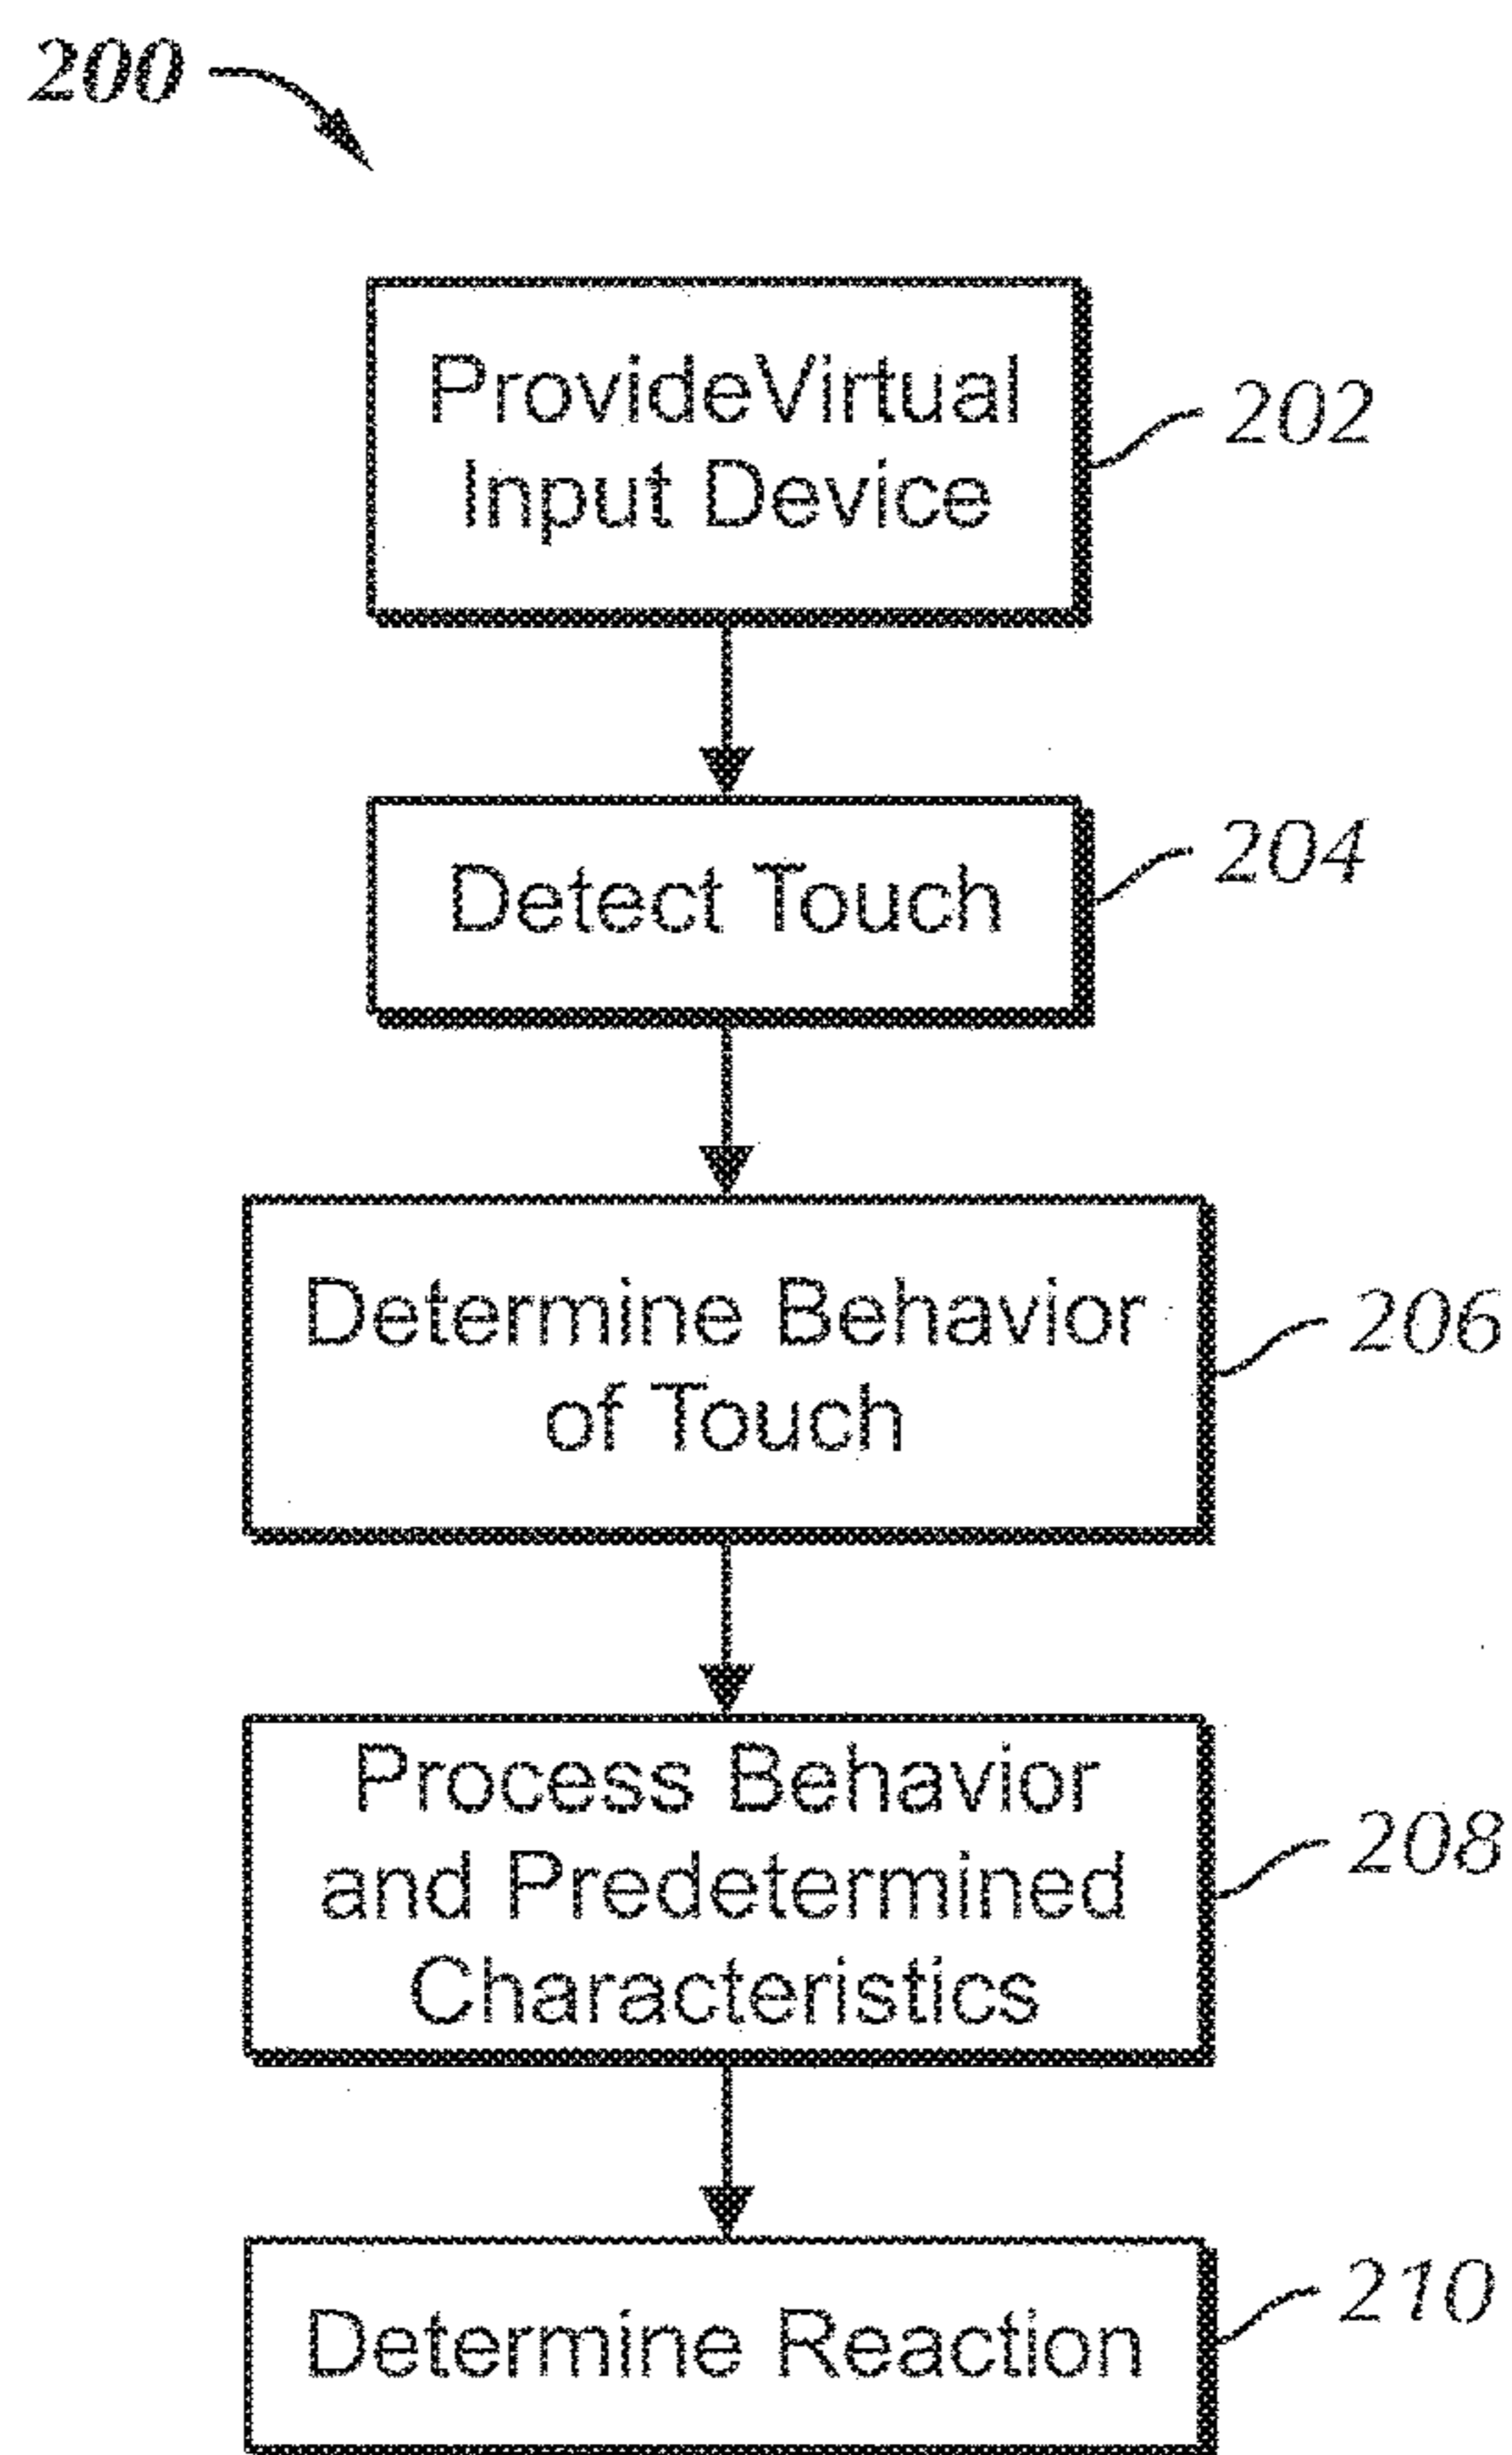 200
ProvideVirtual
Input Device
202
Detect Touch
204
Determine Behavior
of Touch
206
Process Behavior
and Predetermined
Characteristics
208
Determine Reaction
210